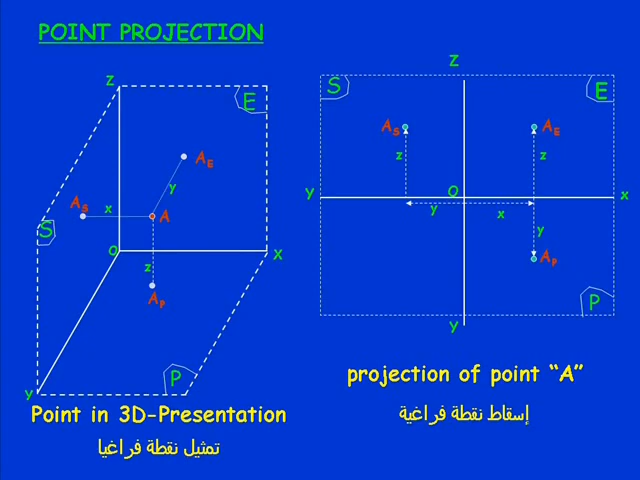 POINT PROJECTION
Z
E
A_E
y
A_S
x
A
S
O
X
z
A_P
P
Y
Point in 3D-Presentation
تمثيل نقطة فراغيا
Z
S
E
A_S
A_E
z
z
Y
O
X
y
x
y
A_P
P
Y
projection of point “A”
إسقاط نقطة فراغية